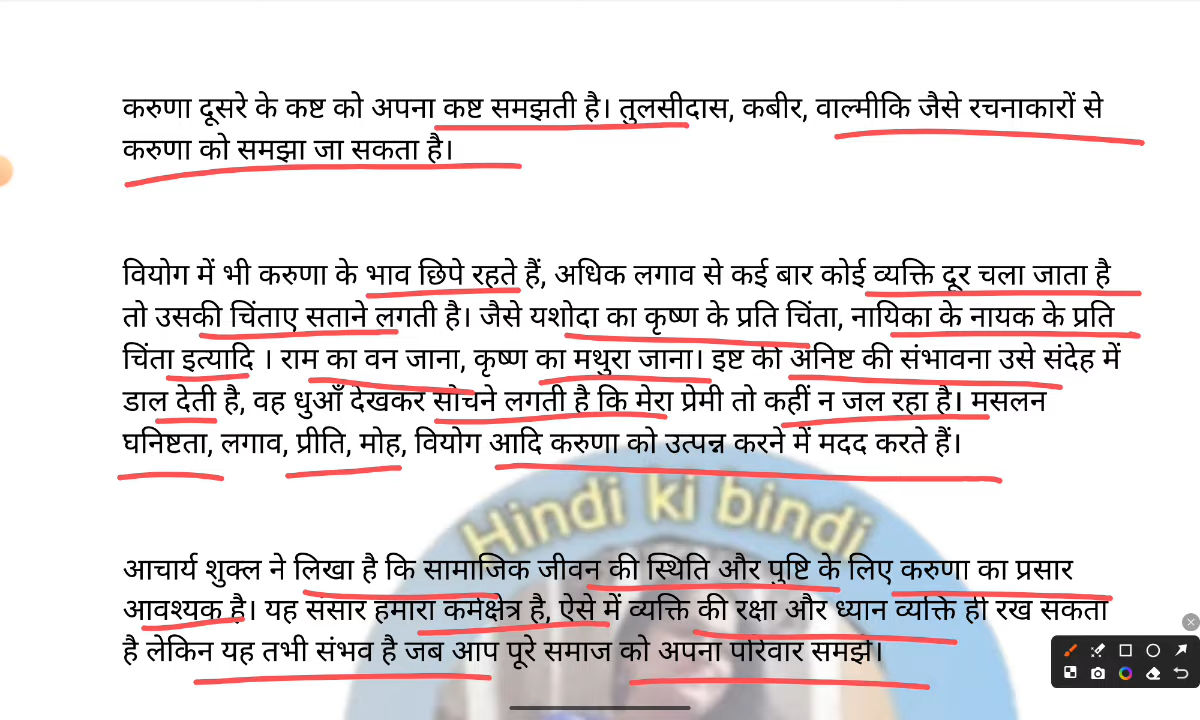 करुणा दूसरे के कष्ट को अपना कष्ट समझती है। तुलसीदास, कबीर, वाल्मीकि जैसे रचनाकारों से
करुणा को समझा जा सकता है।
वियोग में भी करुणा के भाव छिपे रहते हैं, अधिक लगाव से कई बार कोई व्यक्ति दूर चला जाता है
तो उसकी चिंताए सताने लगती है। जैसे यशोदा का कृष्ण के प्रति चिंता, नायिका के नायक के प्रति
चिंता इत्यादि । राम का वन जाना, कृष्ण का मथुरा जाना। इष्ट की अनिष्ट की संभावना उसे संदेह में
डाल देती है, वह धुआँ देखकर सोचने लगती है कि मेरा प्रेमी तो कहीं न जल रहा है। मसलन
घनिष्टता, लगाव, प्रीति, मोह, वियोग आदि करुणा को उत्पन्न करने में मदद करते हैं।
Hindi ki bindi
आचार्य शुक्ल ने लिखा है कि सामाजिक जीवन की स्थिति और पुष्टि के लिए करुणा का प्रसार
आवश्यक है। यह संसार हमारा कर्मक्षेत्र है, ऐसे में व्यक्ति की रक्षा और ध्यान व्यक्ति ही रख सकता
है लेकिन यह तभी संभव है जब आप पूरे समाज को अपना परिवार समझें।